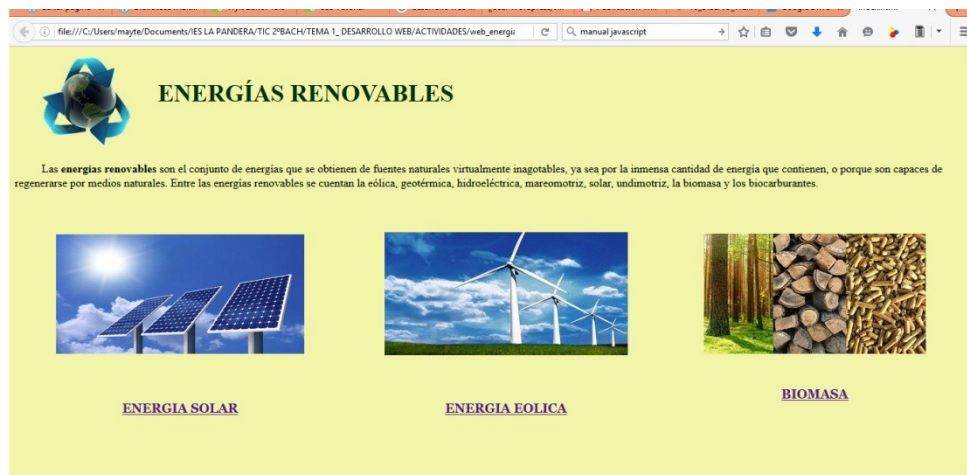 file:///C:/Users/mayte/Documents/IES LA PANDERA/TIC 2ºBACH/TEMA 1_ DESARROLLO WEB/ACTIVIDADES/web_energi
manual javascript
ENERGÍAS RENOVABLES
Las energías renovables son el conjunto de energías que se obtienen de fuentes naturales virtualmente inagotables, ya sea por la inmensa cantidad de energía que contienen, o porque son capaces de
regenerarse por medios naturales. Entre las energías renovables se cuentan la eólica, geotérmica, hidroeléctrica, mareomotriz, solar, undimotriz, la biomasa y los biocarburantes.
ENERGIA SOLAR
ENERGIA EOLICA
BIOMASA